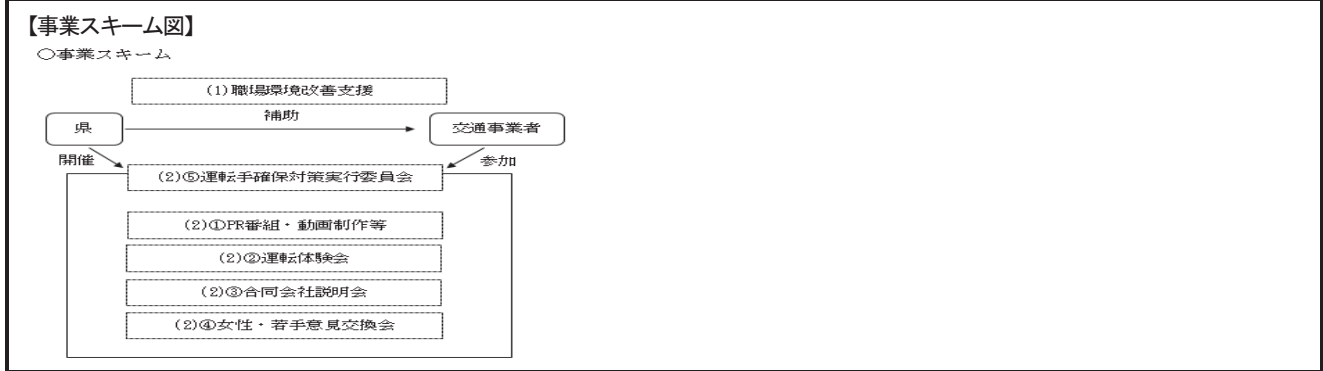 【事業スキーム図】
○事業スキーム
(1)職場環境改善支援
補助
県
交通事業者
開催
参加
(2)⑤運転手確保対策実行委員会
(2)①PR番組・動画制作等
(2)②運転体験会
(2)③合同会社説明会
(2)④女性・若手意見交換会